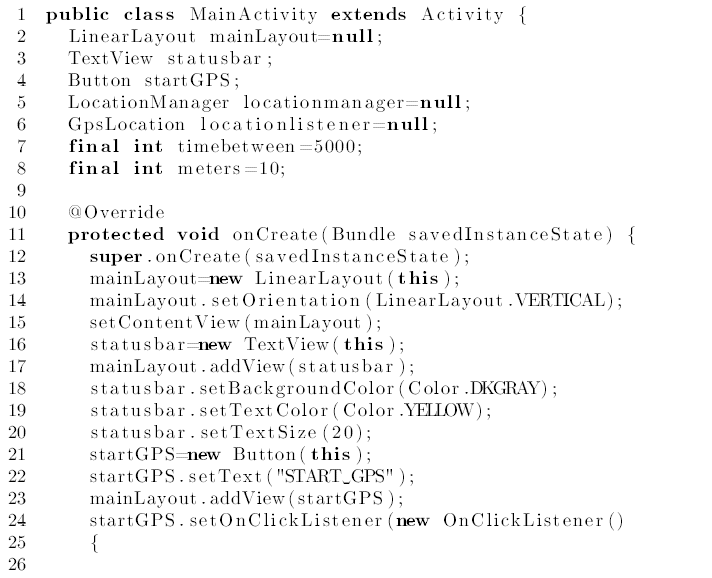 1 public class MainActivity extends Activity {
2 LinearLayout mainLayout=null;
3 TextView statusbar;
4 Button startGPS;
5 LocationManager locationmanager=null;
6 GpsLocation locationlistener=null;
7 final int timebetween=5000;
8 final int meters=10;
9
10 @Override
11 protected void onCreate(Bundle savedInstanceState) {
12 super.onCreate(savedInstanceState);
13 mainLayout=new LinearLayout(this);
14 mainLayout.setOrientation(LinearLayout.VERTICAL);
15 setContentView(mainLayout);
16 statusbar=new TextView(this);
17 mainLayout.addView(statusbar);
18 statusbar.setBackgroundColor(Color.DKGRAY);
19 statusbar.setTextColor(Color.YELLOW);
20 statusbar.setTextSize(20);
21 startGPS=new Button(this);
22 startGPS.setText("START_GPS");
23 mainLayout.addView(startGPS);
24 startGPS.setOnClickListener(new OnClickListener()
25 {
26